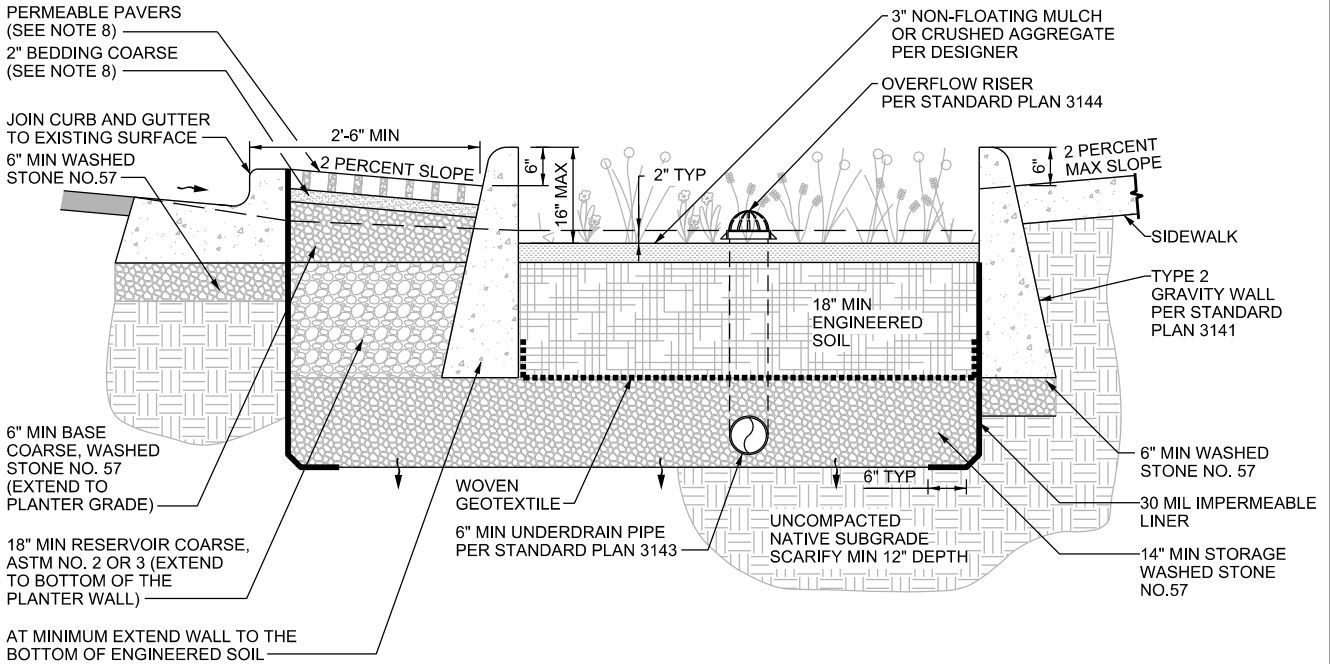 PERMEABLE PAVERS
(SEE NOTE 8)
2" BEDDING COARSE
(SEE NOTE 8)
JOIN CURB AND GUTTER
TO EXISTING SURFACE
6" MIN WASHED
STONE NO.57
2'-6" MIN
2 PERCENT SLOPE
6"
16" MAX
2" TYP
3" NON-FLOATING MULCH
OR CRUSHED AGGREGATE
PER DESIGNER
OVERFLOW RISER
PER STANDARD PLAN 3144
6"
2 PERCENT
MAX SLOPE
SIDEWALK
TYPE 2
GRAVITY WALL
PER STANDARD
PLAN 3141
18" MIN
ENGINEERED
SOIL
6" MIN BASE
COARSE, WASHED
STONE NO. 57
(EXTEND TO
PLANTER GRADE)
18" MIN RESERVOIR COARSE,
ASTM NO. 2 OR 3 (EXTEND
TO BOTTOM OF THE
PLANTER WALL)
AT MINIMUM EXTEND WALL TO THE
BOTTOM OF ENGINEERED SOIL
WOVEN
GEOTEXTILE
6" MIN UNDERDRAIN PIPE
PER STANDARD PLAN 3143
6" TYP
UNCOMPACTED
NATIVE SUBGRADE
SCARIFY MIN 12" DEPTH
6" MIN WASHED
STONE NO. 57
30 MIL IMPERMEABLE
LINER
14" MIN STORAGE
WASHED STONE
NO.57